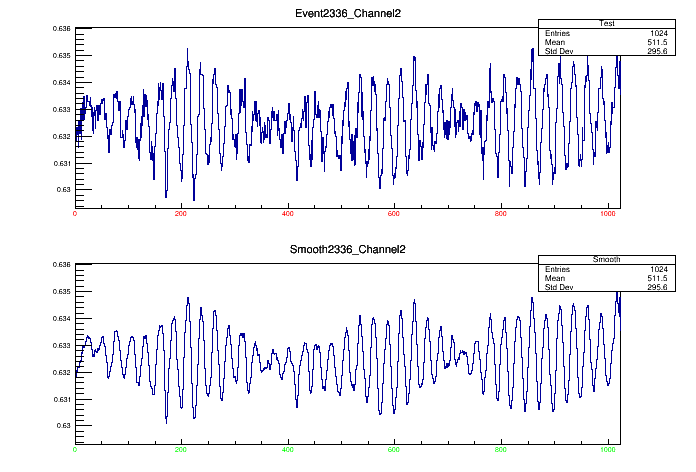 Event2336_Channel2
Test
Entries 1024
Mean 511.5
Std Dev 295.6
0.636
0.635
0.634
0.633
0.632
0.631
0.63
0 200 400 600 800 1000
Smooth2336_Channel2
Smooth
Entries 1024
Mean 511.5
Std Dev 295.6
0.636
0.635
0.634
0.633
0.632
0.631
0.63
0 200 400 600 800 1000